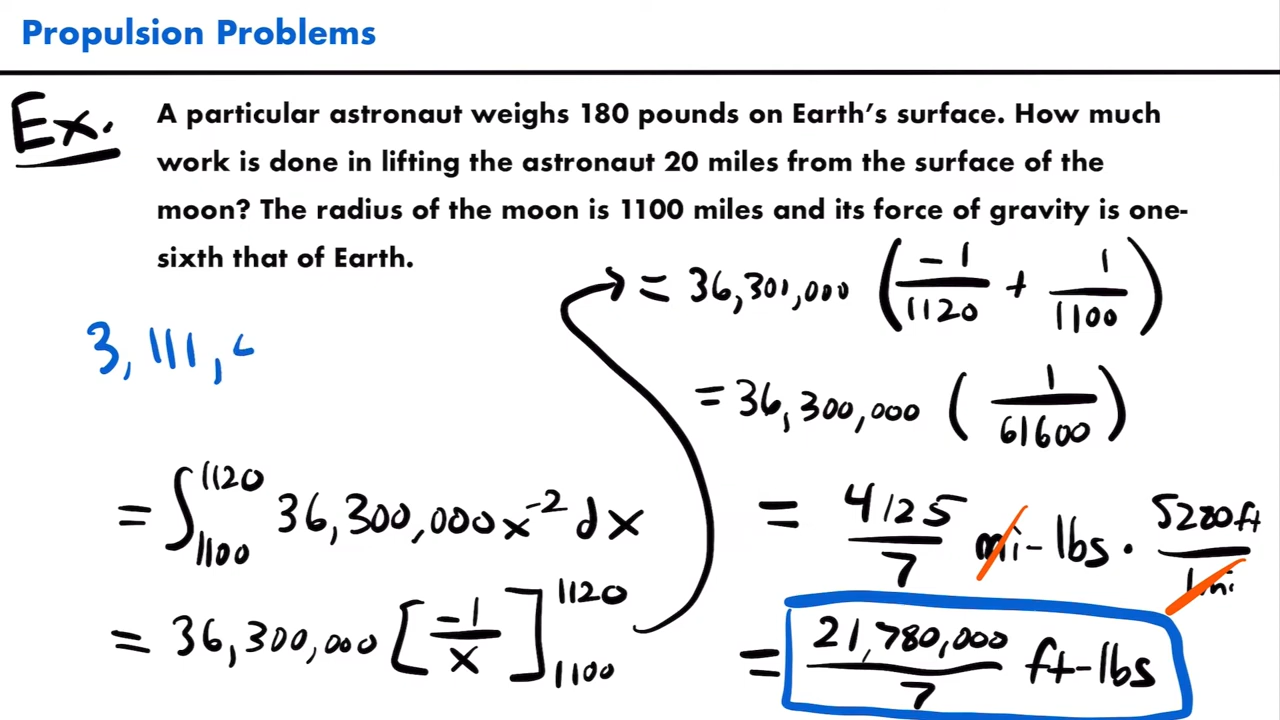 Propulsion Problems
Ex.
A particular astronaut weighs 180 pounds on Earth's surface. How much
work is done in lifting the astronaut 20 miles from the surface of the
moon? The radius of the moon is 1100 miles and its force of gravity is one-
sixth that of Earth.
3,111,
= ∫_{1100}^{1120} 36,300,000x^{-2} dx
= 36,300,000 [-1/x]_{1100}^{1120}
= 36,301,000 (-1/1120 + 1/1100)
= 36,300,000 (1/61600)
= 4125/7 mi-lbs · 5280ft/1mi
= 21,780,000/7 ft-lbs